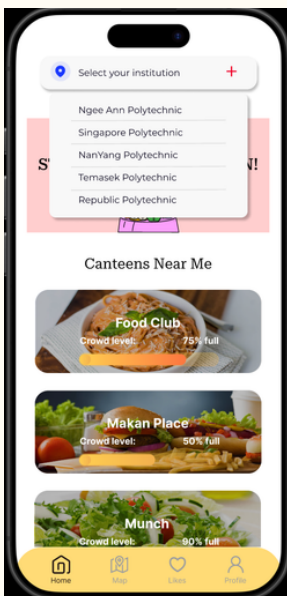 Select your institution
Ngee Ann Polytechnic
Singapore Polytechnic
NanYang Polytechnic
Temasek Polytechnic
Republic Polytechnic
Canteens Near Me
Food Club
Crowd level: 75% full
Makan Place
Crowd level: 50% full
Munch
Crowd level: 90% full
Home Map Likes Profile